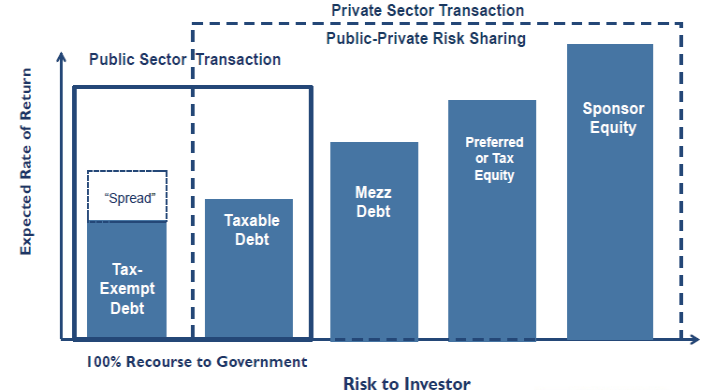 Private Sector Transaction
Public-Private Risk Sharing
Public Sector Transaction
Expected Rate of Return
"Spread"
Tax-
Exempt
Debt
Taxable
Debt
Mezz
Debt
Preferred
or Tax
Equity
Sponsor
Equity
100% Recourse to Government
Risk to Investor